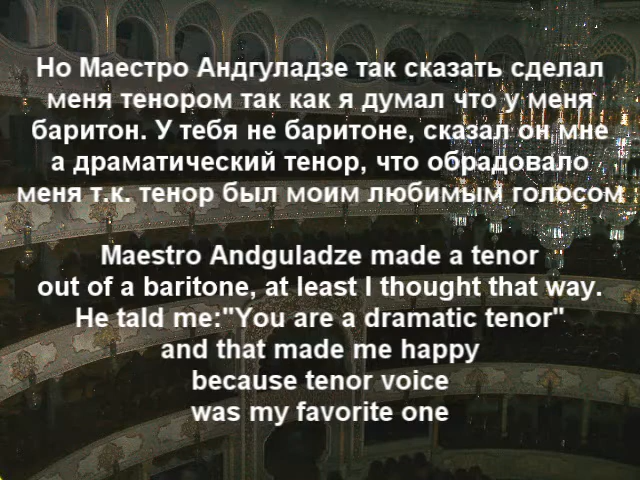 Но Маестро Андгуладзе так сказать сделал
меня тенором так как я думал что у меня
баритон. У тебя не баритоне, сказал он мне
а драматический тенор, что обрадовало
меня т.к. тенор был моим любимым голосом
Maestro Andguladze made a tenor
out of a baritone, at least I thought that way.
He tald me:"You are a dramatic tenor"
and that made me happy
because tenor voice
was my favorite one